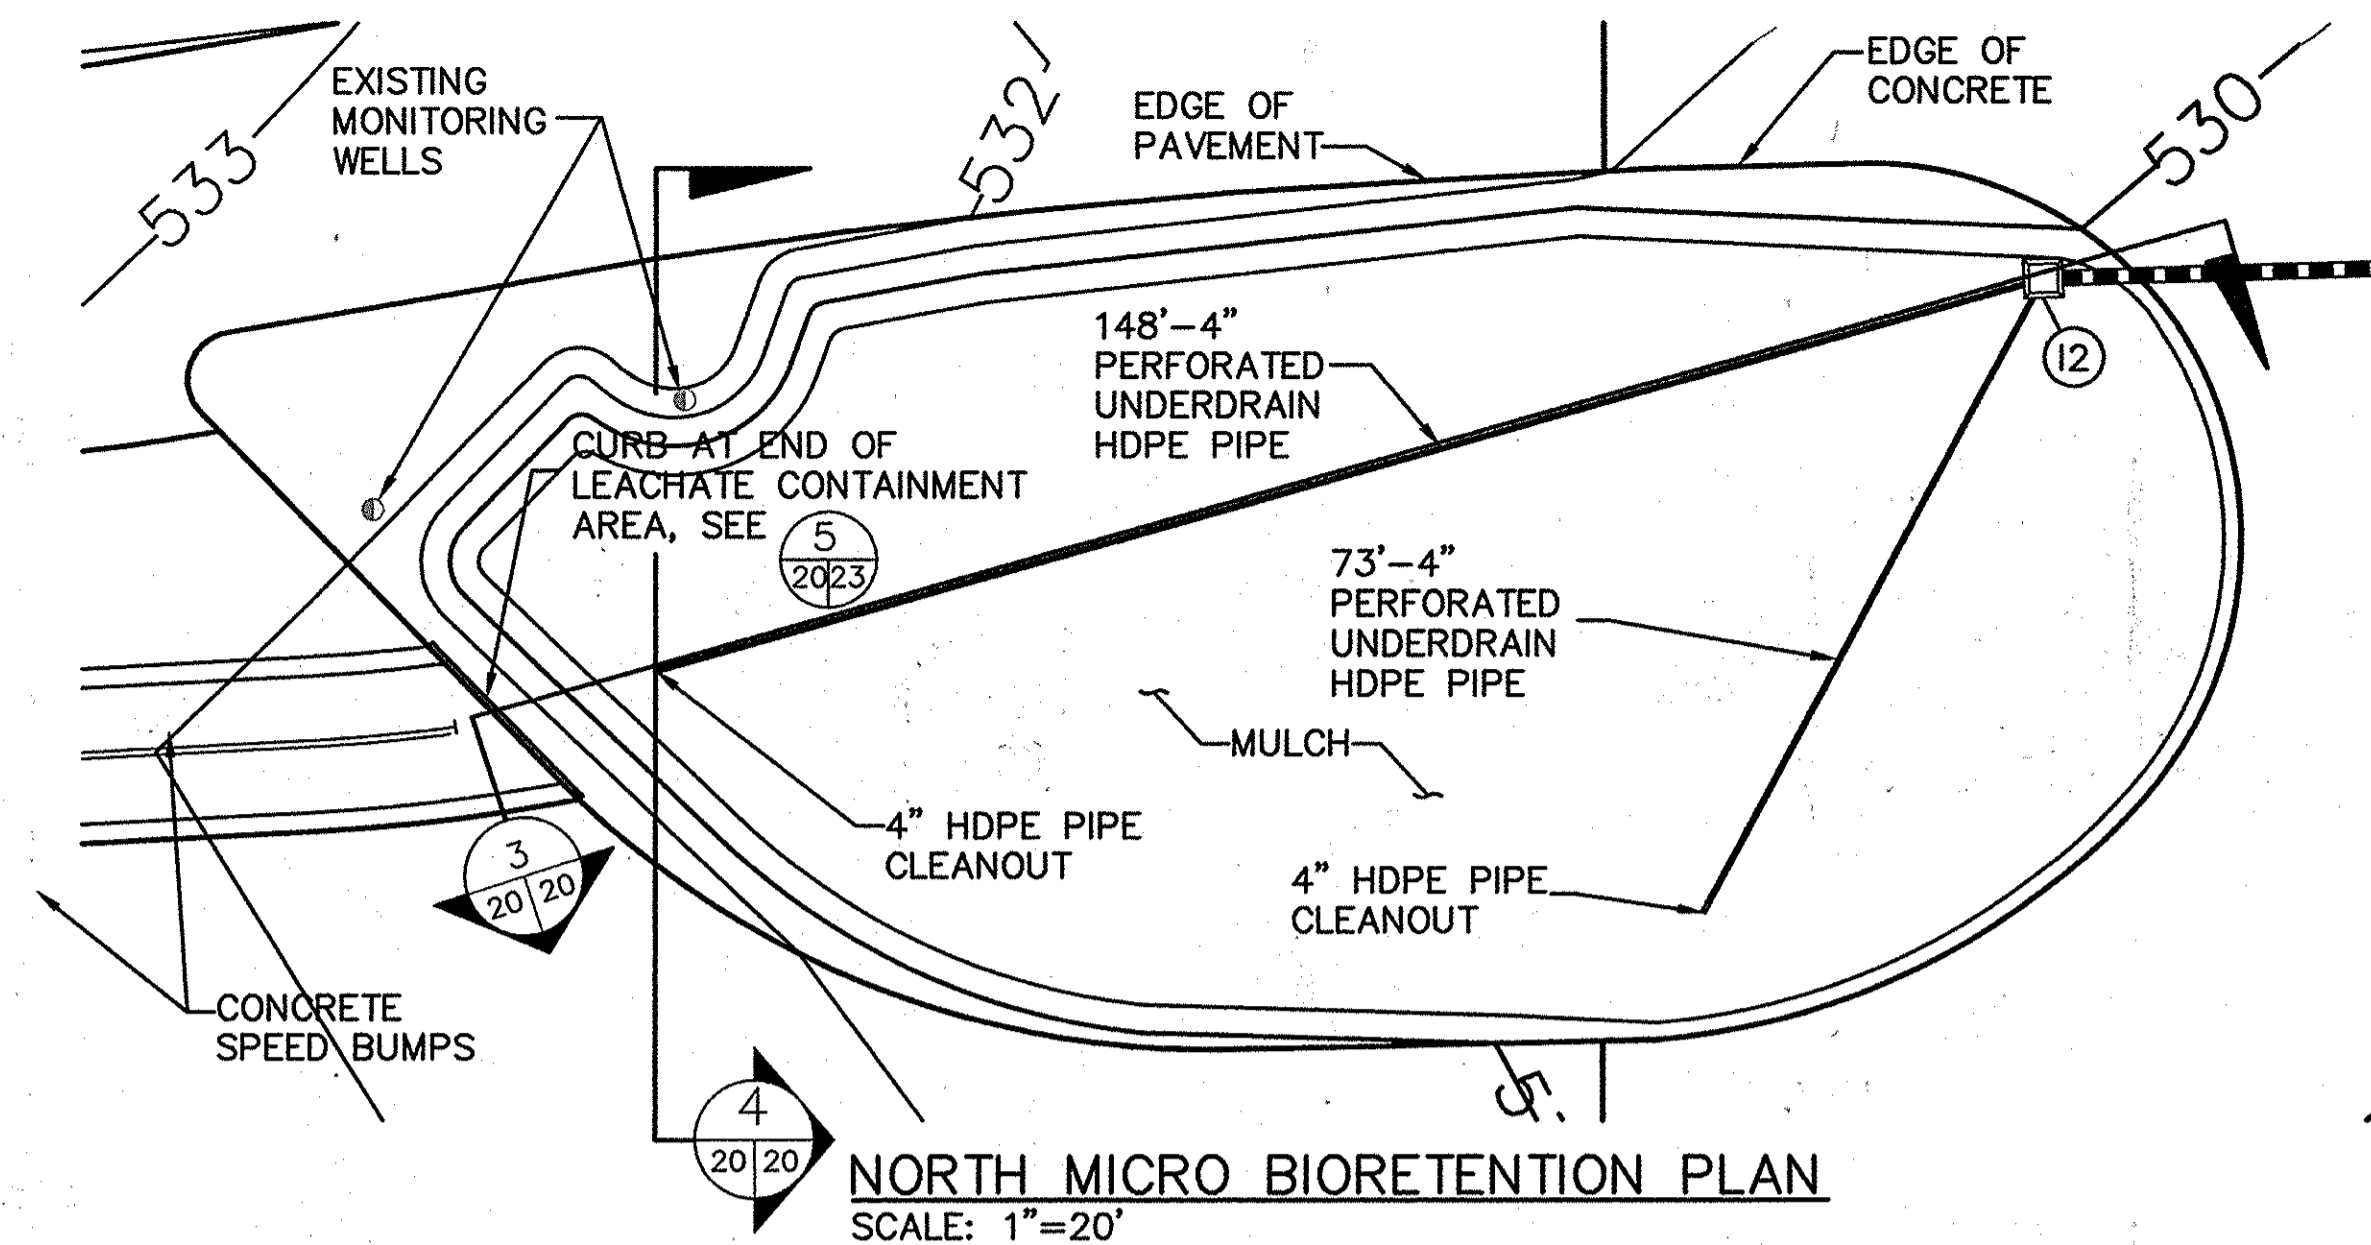 EXISTING
MONITORING
WELLS
533
532
EDGE OF
PAVEMENT
EDGE OF
CONCRETE
530
148'-4"
PERFORATED
UNDERDRAIN
HDPE PIPE
12
CURB AT END OF
LEACHATE CONTAINMENT
AREA, SEE
5
20 23
73'-4"
PERFORATED
UNDERDRAIN
HDPE PIPE
MULCH
4" HDPE PIPE
CLEANOUT
4" HDPE PIPE
CLEANOUT
3
20 20
CONCRETE
SPEED BUMPS
5
4
20 20
NORTH MICRO BIORETENTION PLAN
SCALE: 1"=20'